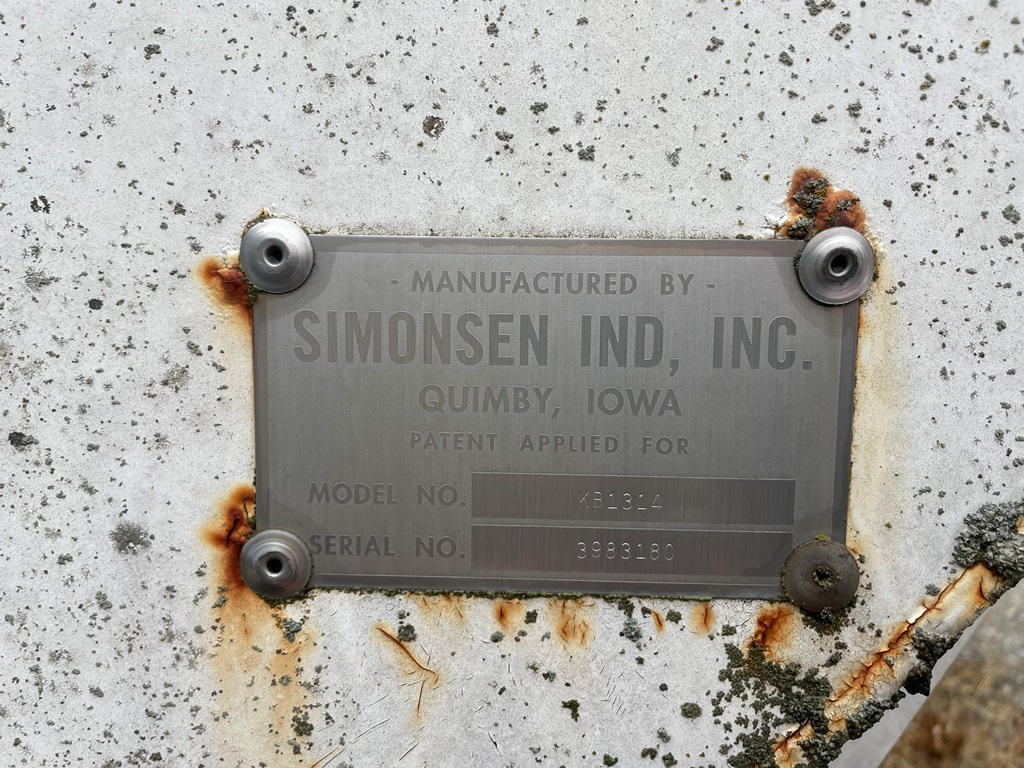 - MANUFACTURED BY -
SIMONSEN IND, INC.
QUIMBY, IOWA
PATENT APPLIED FOR
MODEL NO. KB1314
SERIAL NO. 3983180